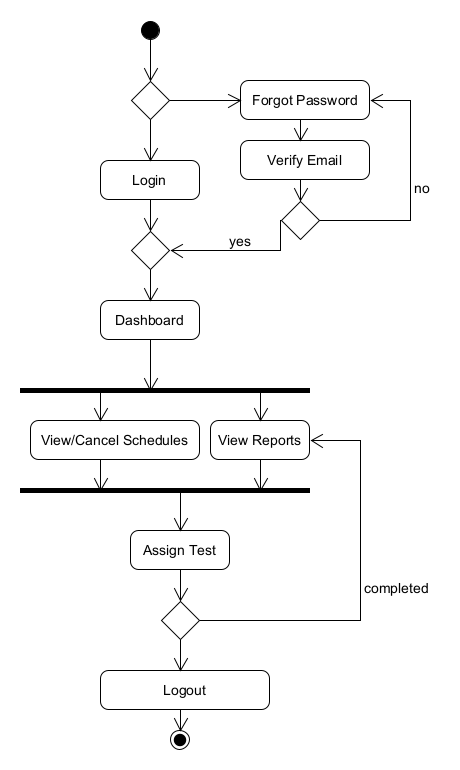 Forgot Password
Verify Email
Login
no
yes
Dashboard
View/Cancel Schedules
View Reports
Assign Test
completed
Logout